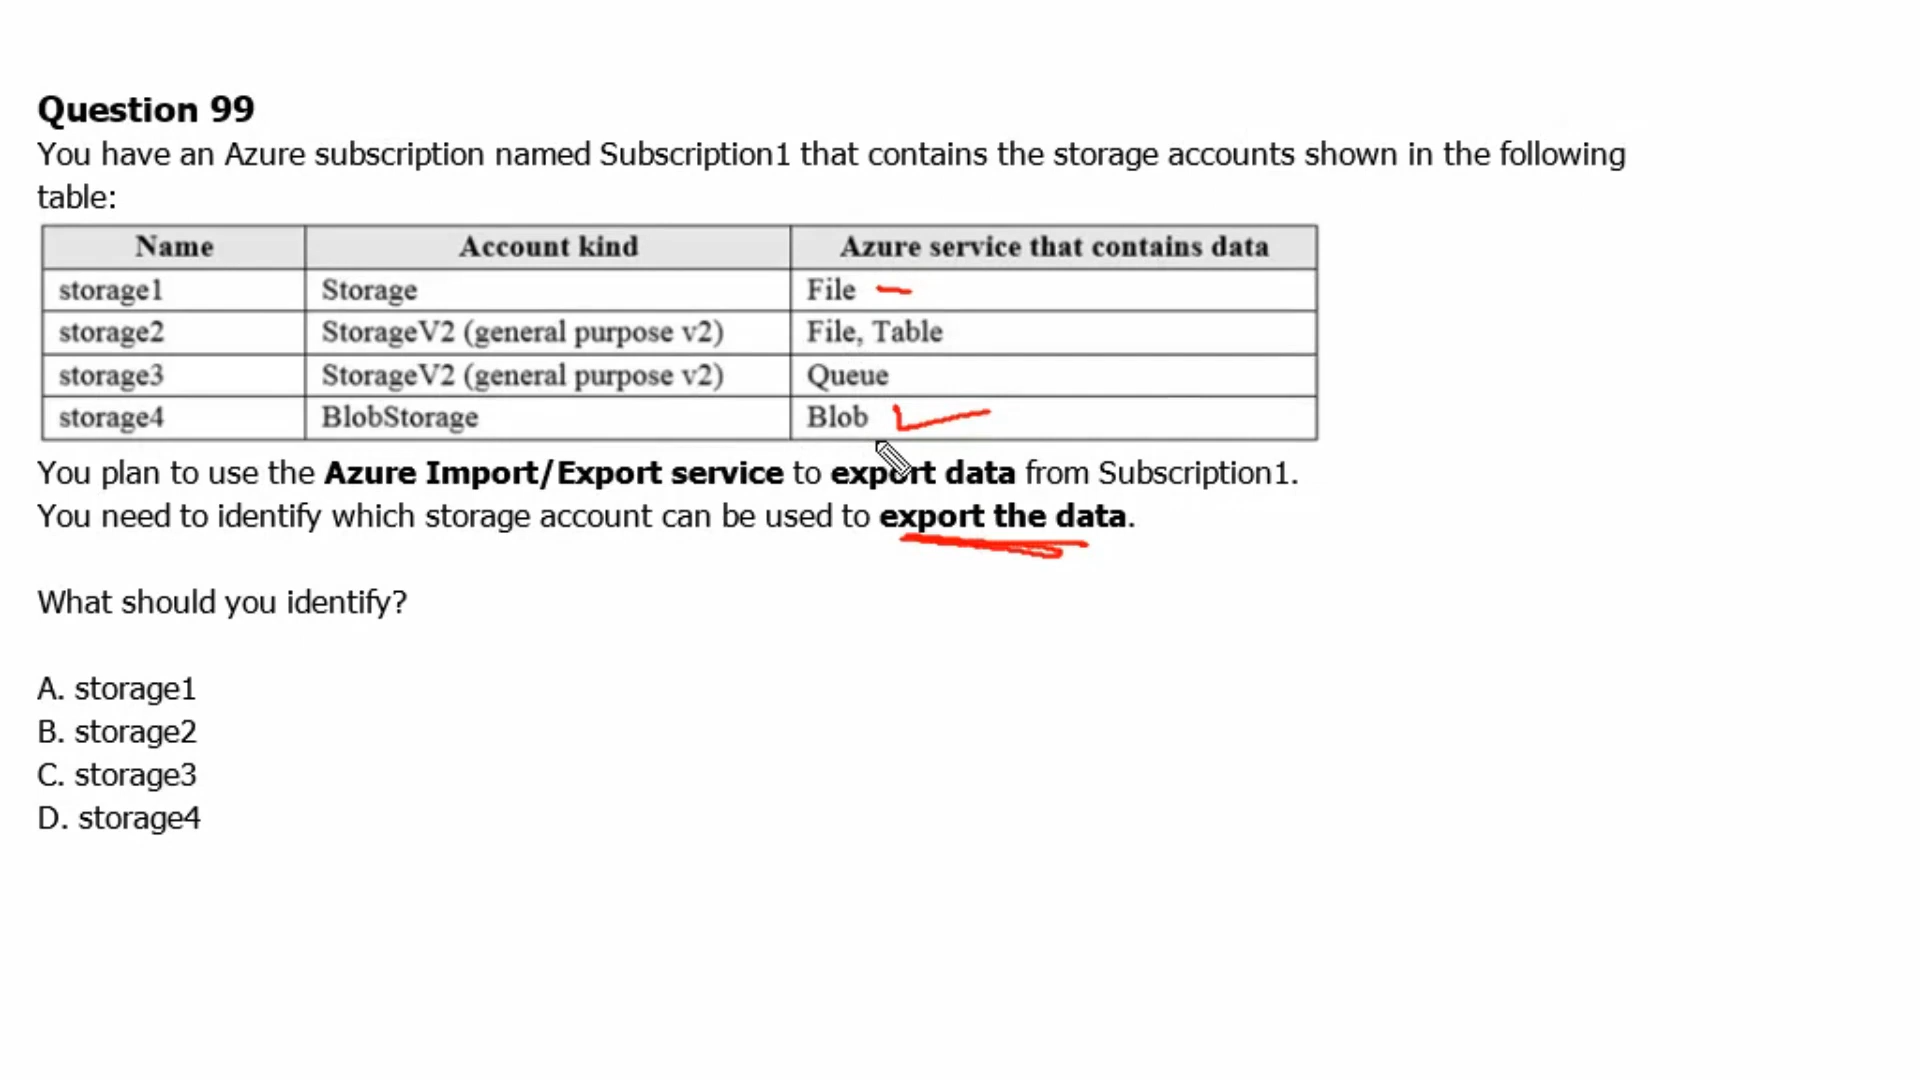 Question 99
You have an Azure subscription named Subscription1 that contains the storage accounts shown in the following
table:
Name Account kind Azure service that contains data
storage1 Storage File
storage2 StorageV2 (general purpose v2) File, Table
storage3 StorageV2 (general purpose v2) Queue
storage4 BlobStorage Blob
You plan to use the Azure Import/Export service to export data from Subscription1.
You need to identify which storage account can be used to export the data.
What should you identify?
A. storage1
B. storage2
C. storage3
D. storage4